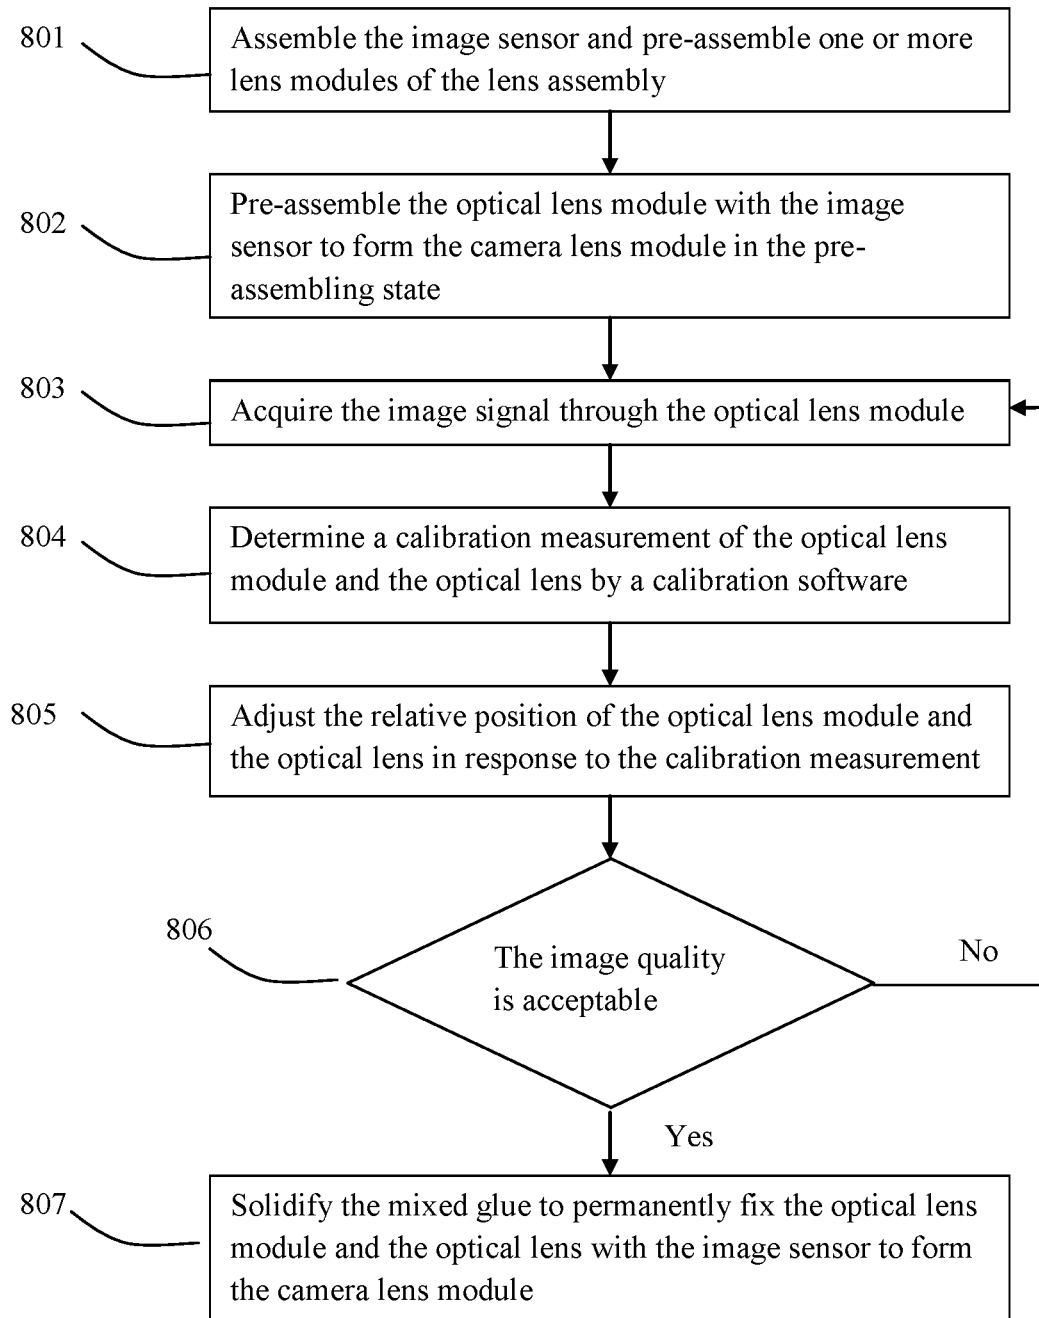 801
Assemble the image sensor and pre-assemble one or more
lens modules of the lens assembly
802
Pre-assemble the optical lens module with the image
sensor to form the camera lens module in the pre-
assembling state
803
Acquire the image signal through the optical lens module
804
Determine a calibration measurement of the optical lens
module and the optical lens by a calibration software
805
Adjust the relative position of the optical lens module and
the optical lens in response to the calibration measurement
806
The image quality
is acceptable
No
Yes
807
Solidify the mixed glue to permanently fix the optical lens
module and the optical lens with the image sensor to form
the camera lens module